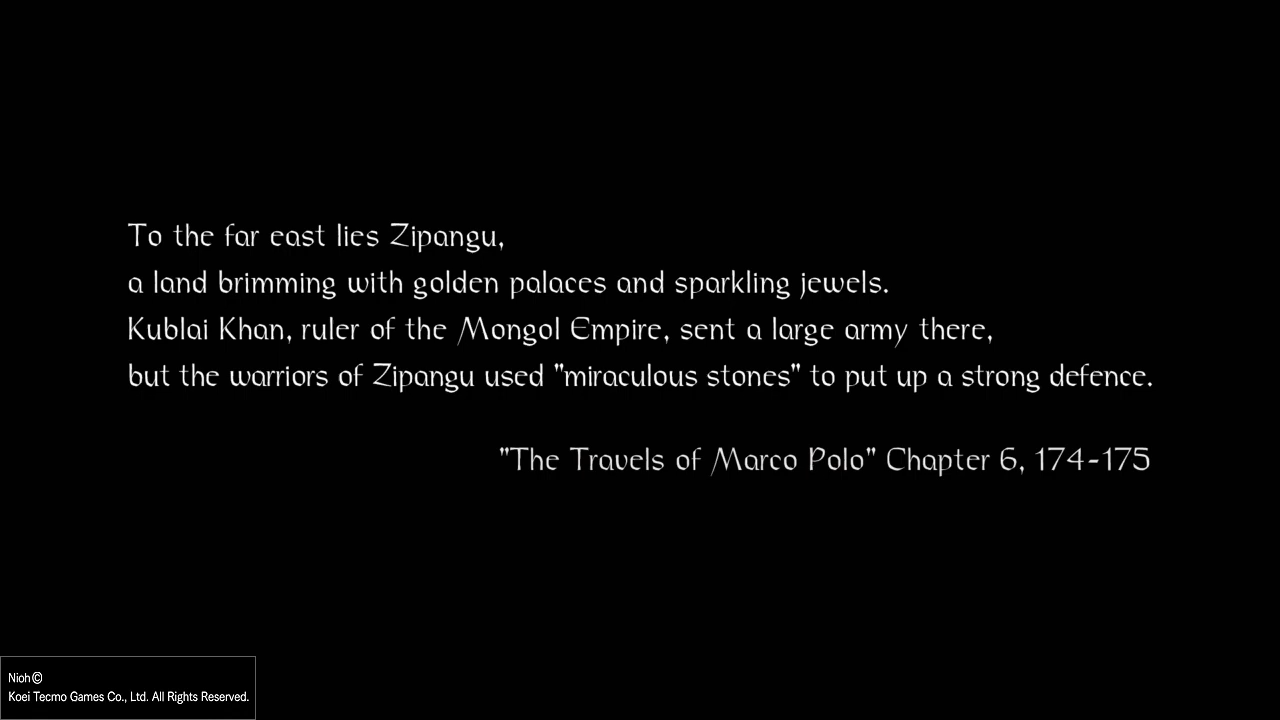 To the far east lies Zipangu,
a land brimming with golden palaces and sparkling jewels.
Kublai Khan, ruler of the Mongol Empire, sent a large army there,
but the warriors of Zipangu used "miraculous stones" to put up a strong defence.
"The Travels of Marco Polo" Chapter 6, 174-175
Nioh©
Koei Tecmo Games Co., Ltd. All Rights Reserved.